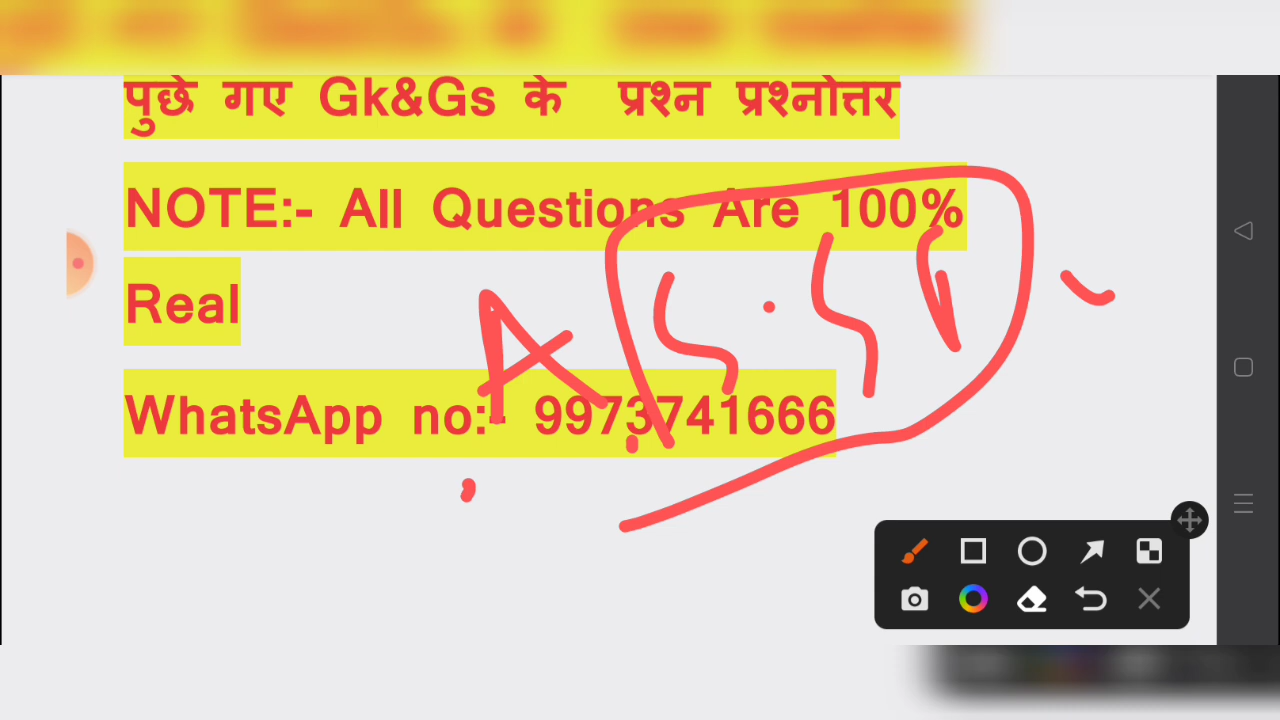 पुछे गए Gk&Gs के प्रश्न प्रश्नोत्तर
NOTE:- All Questions Are 100%
Real
WhatsApp no:- 9973741666